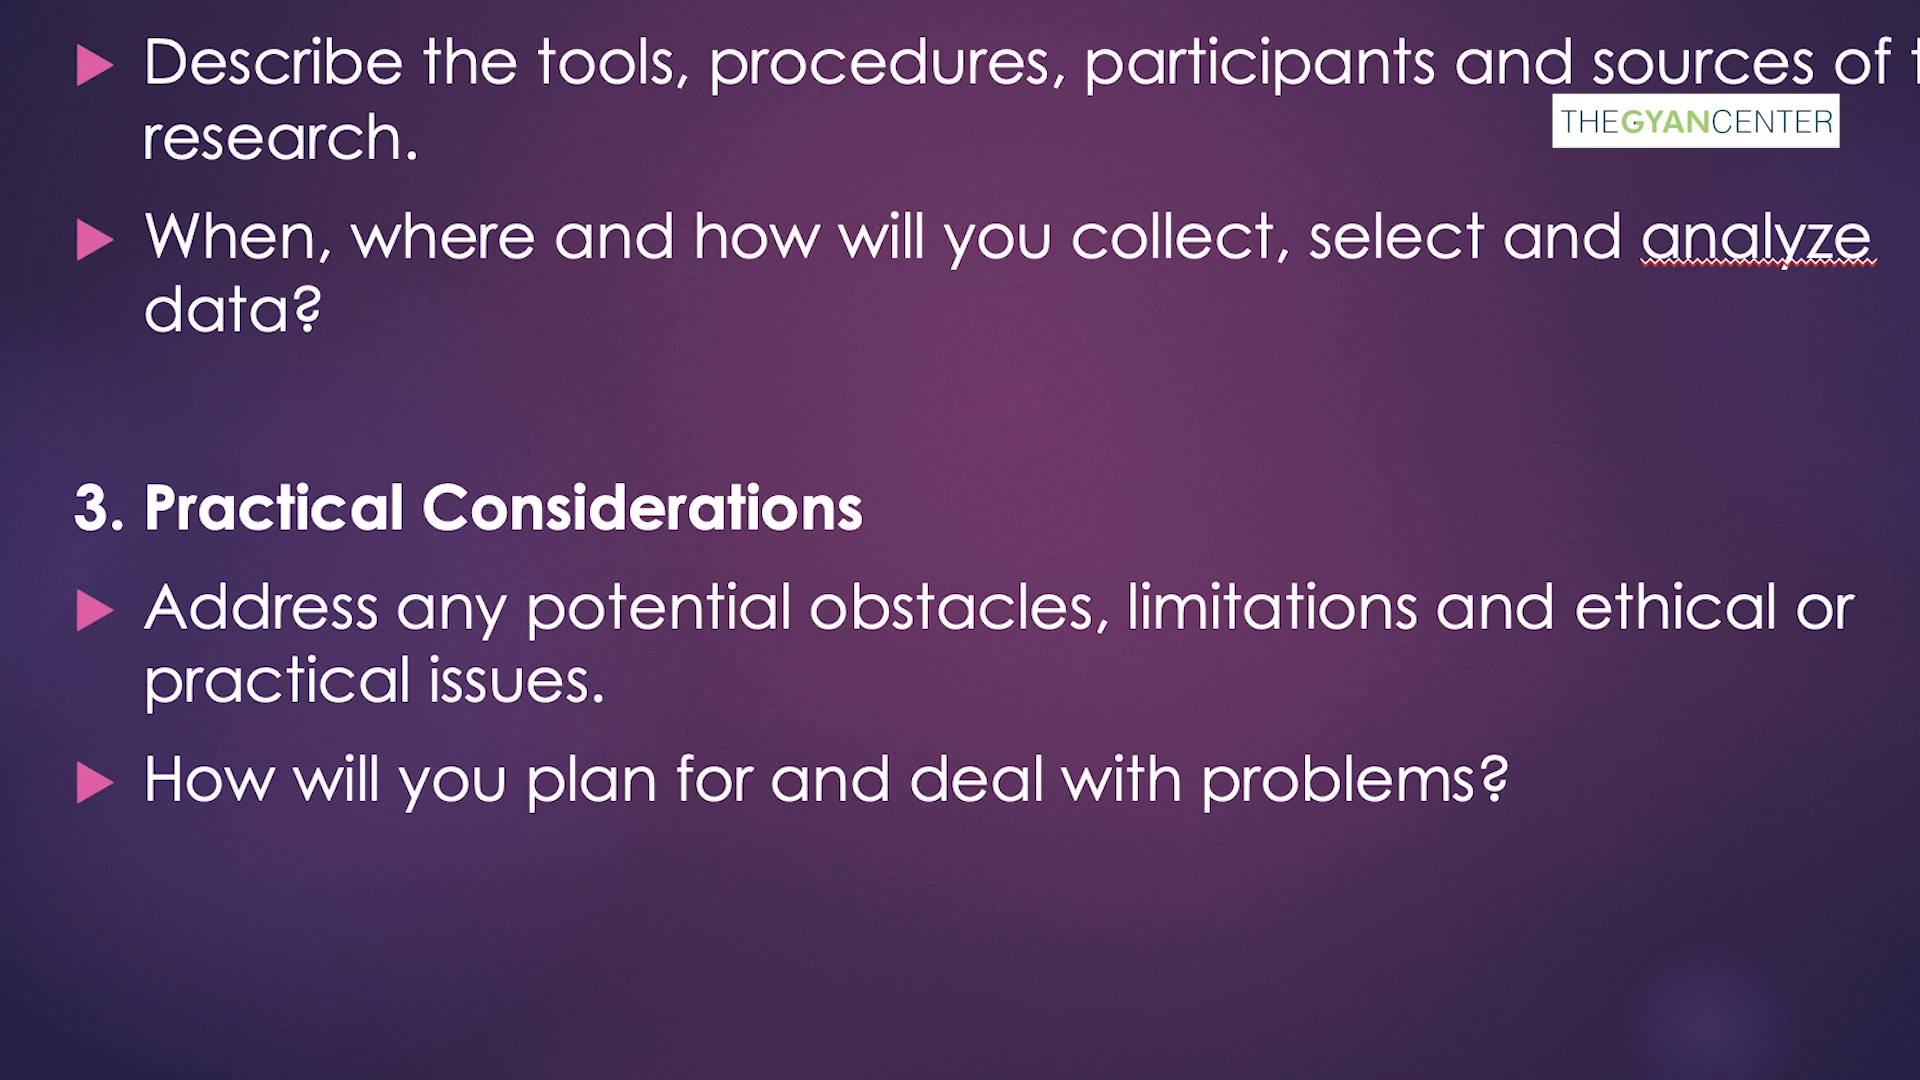 Describe the tools, procedures, participants and sources of
research.
THEGYANCENTER
When, where and how will you collect, select and analyze
data?
3. Practical Considerations
Address any potential obstacles, limitations and ethical or
practical issues.
How will you plan for and deal with problems?